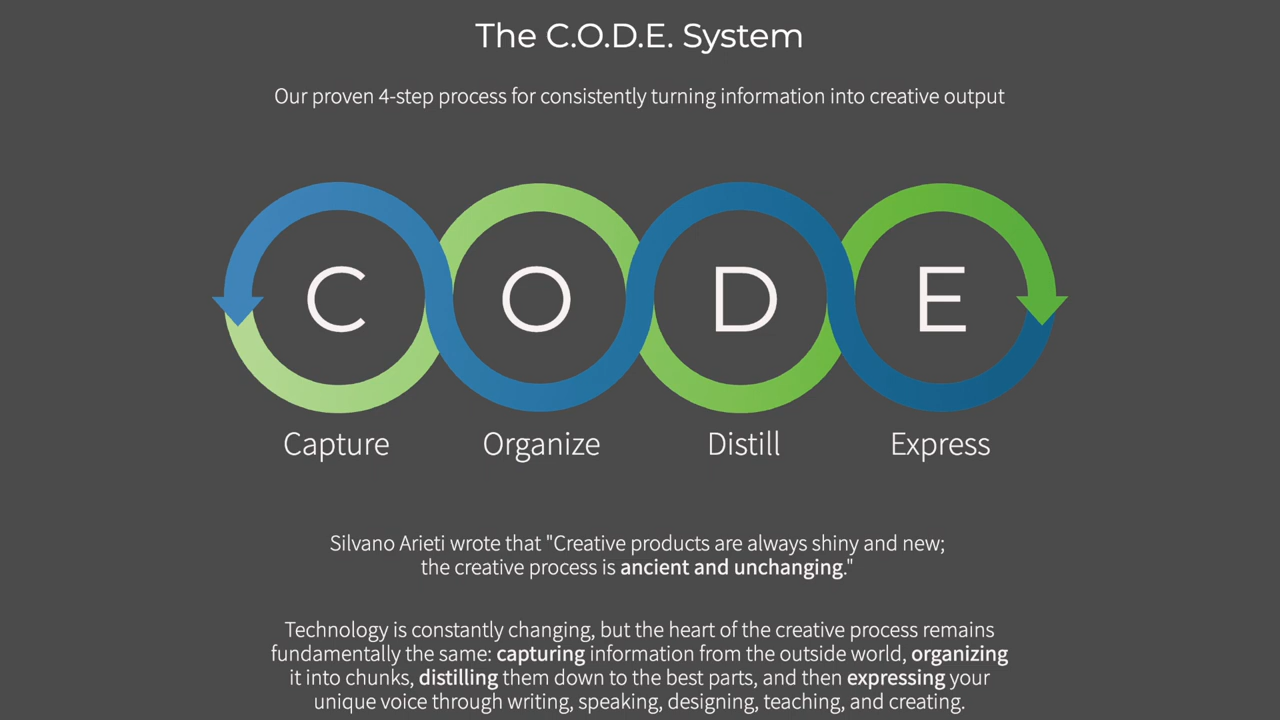 The C.O.D.E. System
Our proven 4-step process for consistently turning information into creative output
C O D E
Capture Organize Distill Express
Silvano Arieti wrote that "Creative products are always shiny and new;
the creative process is ancient and unchanging."
Technology is constantly changing, but the heart of the creative process remains
fundamentally the same: capturing information from the outside world, organizing
it into chunks, distilling them down to the best parts, and then expressing your
unique voice through writing, speaking, designing, teaching, and creating.